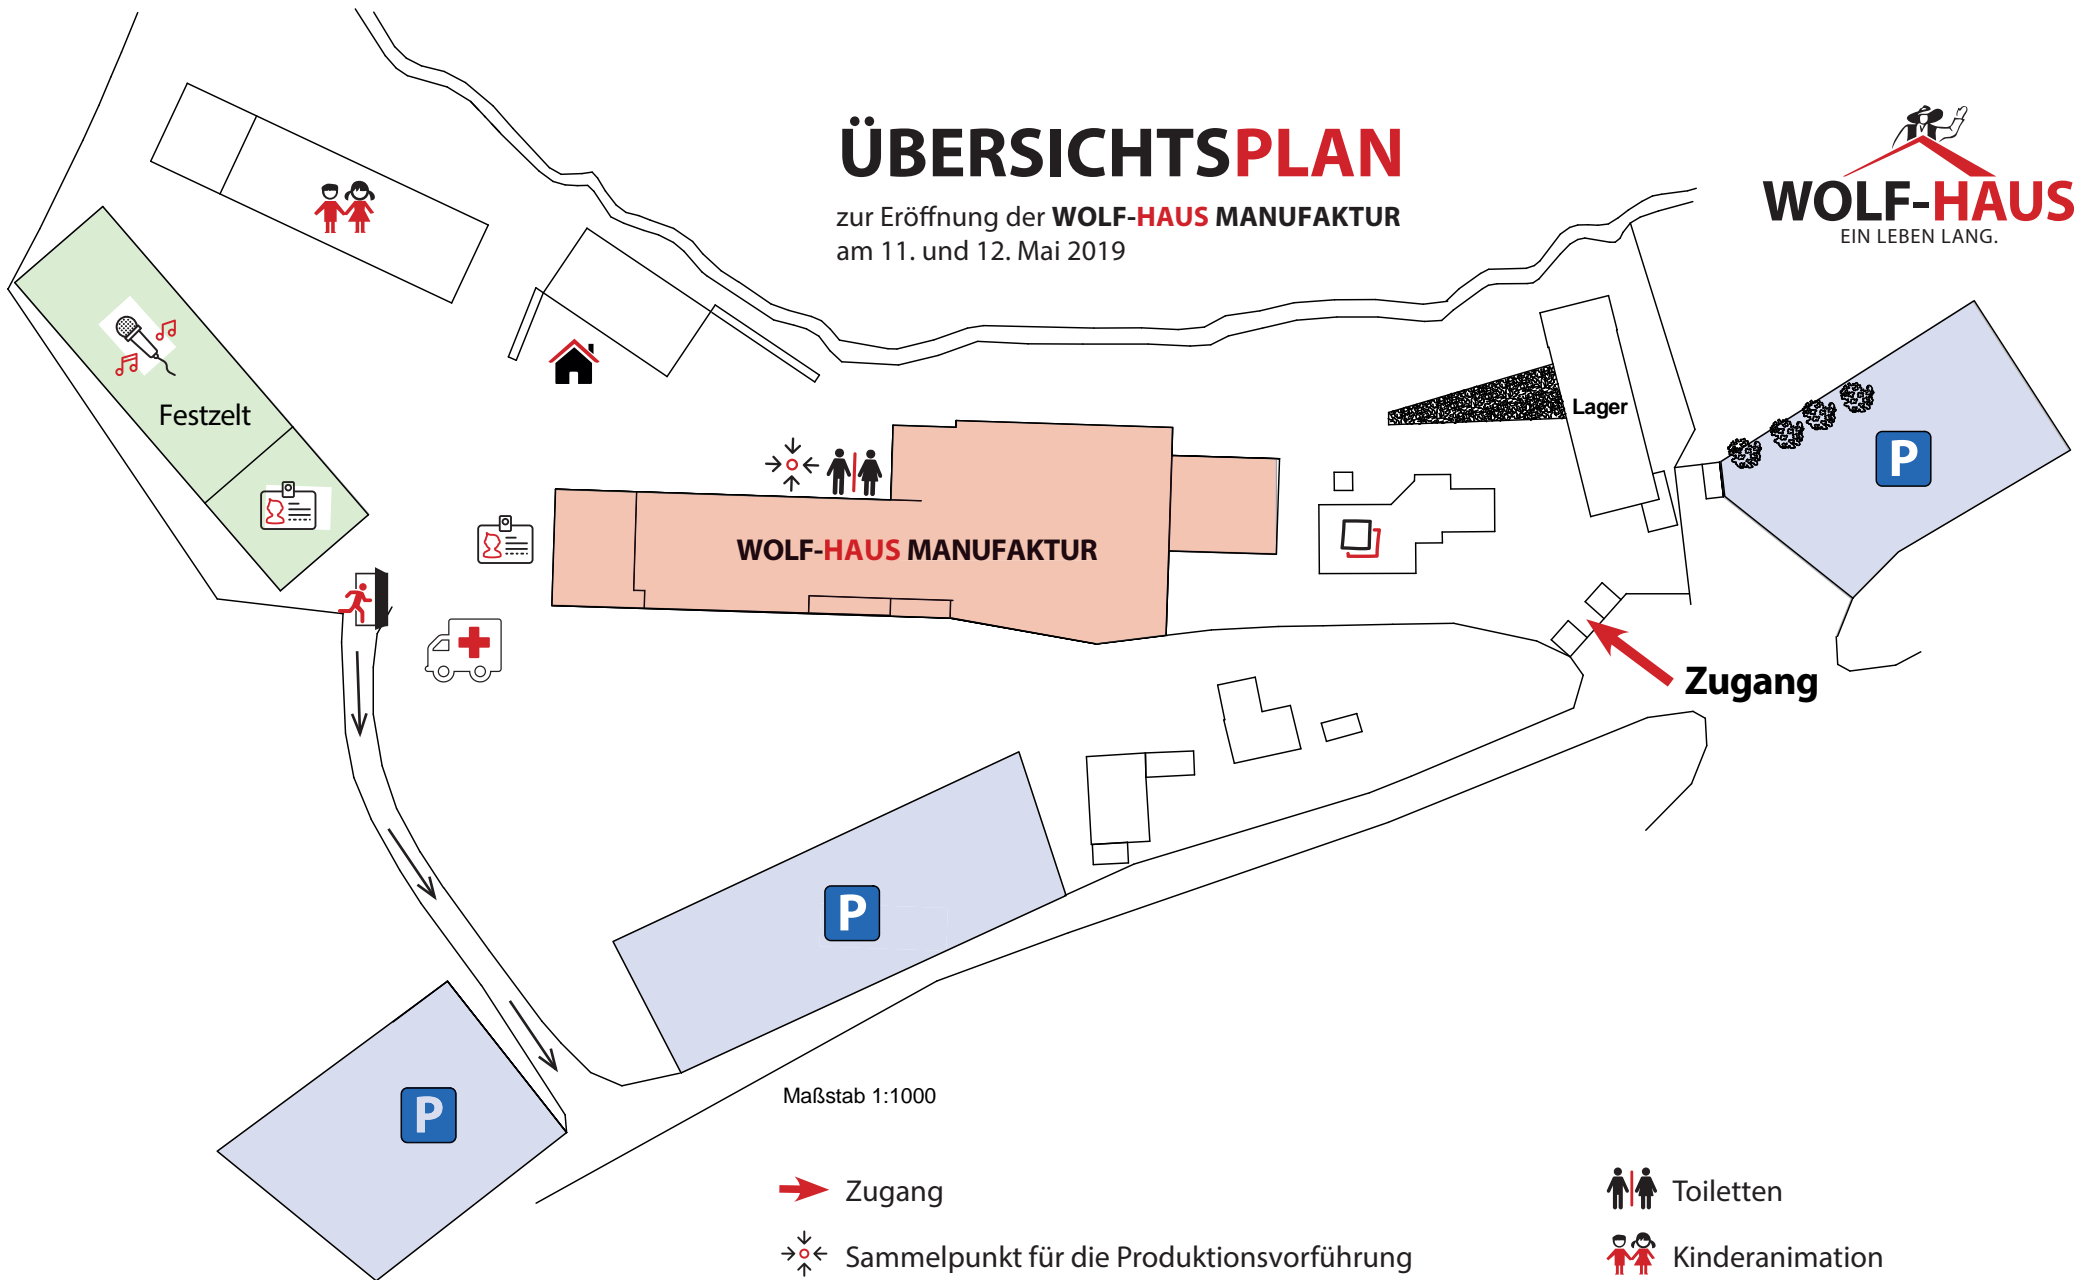 ÜBERSICHTSPLAN
zur Eröffnung der WOLF-HAUS MANUFAKTUR
am 11. und 12. Mai 2019
WOLF-HAUS
EIN LEBEN LANG.
Festzelt
Lager
P
WOLF-HAUS MANUFAKTUR
Zugang
P
P
Maßstab 1:1000
Zugang
Toiletten
Sammelpunkt für die Produktionsvorführung
Kinderanimation